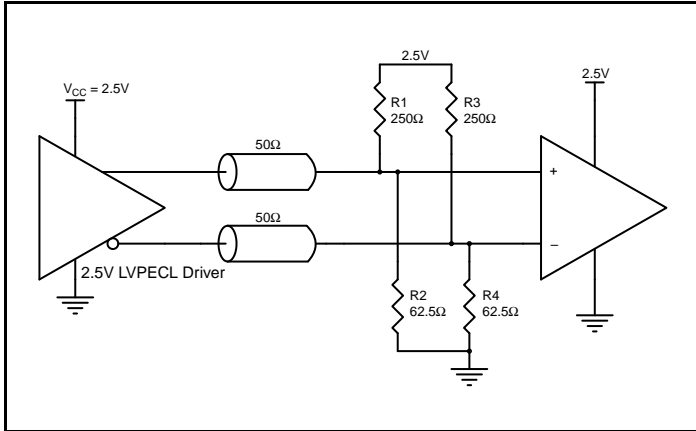 2.5V
2.5V
V_CC = 2.5V
R1
250Ω
R3
250Ω
50Ω
+
50Ω
−
2.5V LVPECL Driver
R2
62.5Ω
R4
62.5Ω